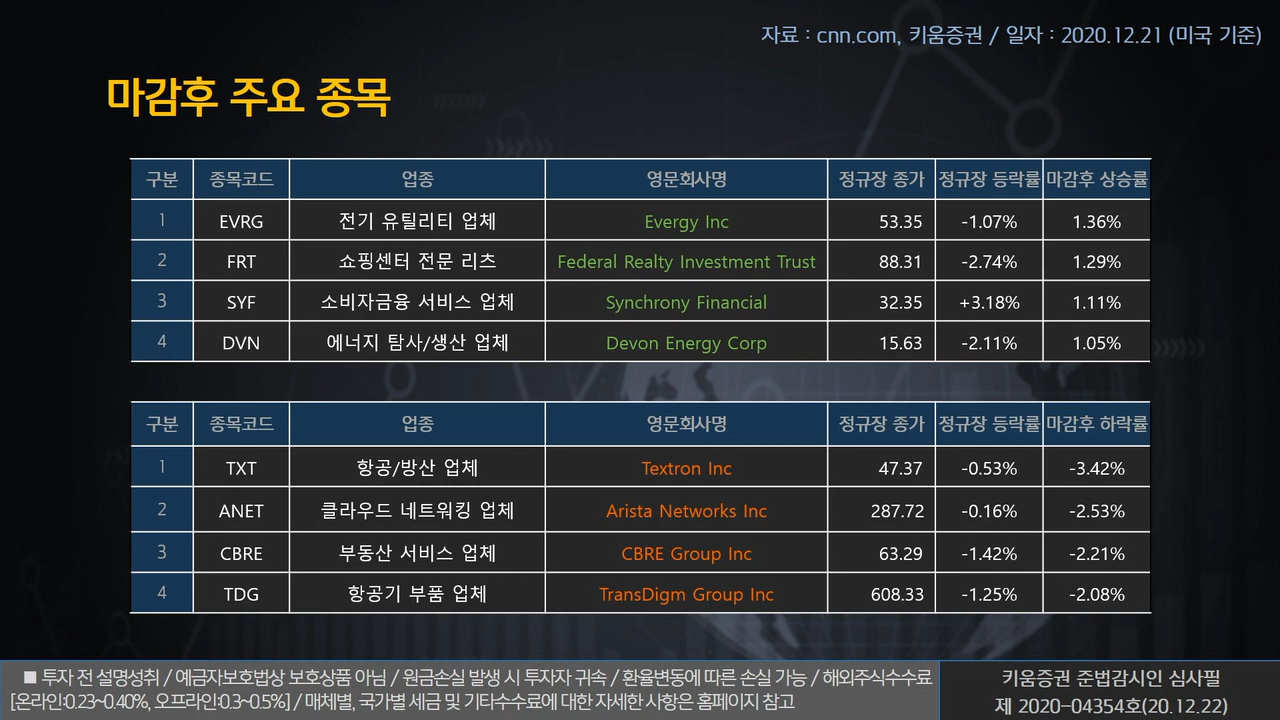 자료 : cnn.com, 키움증권 / 일자 : 2020.12.21 (미국 기준)
마감후 주요 종목
구분 종목코드 업종 영문회사명 정규장 종가 정규장 등락률 마감후 상승률
1 EVRG 전기 유틸리티 업체 Evergy Inc 53.35 -1.07% 1.36%
2 FRT 쇼핑센터 전문 리츠 Federal Realty Investment Trust 88.31 -2.74% 1.29%
3 SYF 소비자금융 서비스 업체 Synchrony Financial 32.35 +3.18% 1.11%
4 DVN 에너지 탐사/생산 업체 Devon Energy Corp 15.63 -2.11% 1.05%
구분 종목코드 업종 영문회사명 정규장 종가 정규장 등락률 마감후 하락률
1 TXT 항공/방산 업체 Textron Inc 47.37 -0.53% -3.42%
2 ANET 클라우드 네트워킹 업체 Arista Networks Inc 287.72 -0.16% -2.53%
3 CBRE 부동산 서비스 업체 CBRE Group Inc 63.29 -1.42% -2.21%
4 TDG 항공기 부품 업체 TransDigm Group Inc 608.33 -1.25% -2.08%
■ 투자 전 설명성취 / 예금자보호법상 보호상품 아님 / 원금손실 발생 시 투자자 귀속 / 환율변동에 따른 손실 가능 / 해외주식수수료
[온라인:0.23~0.40%, 오프라인:0.3~0.5%] / 매체별, 국가별 세금 및 기타수수료에 대한 자세한 사항은 홈페이지 참고
키움증권 준법감시인 심사필
제 2020-04354호(20.12.22)